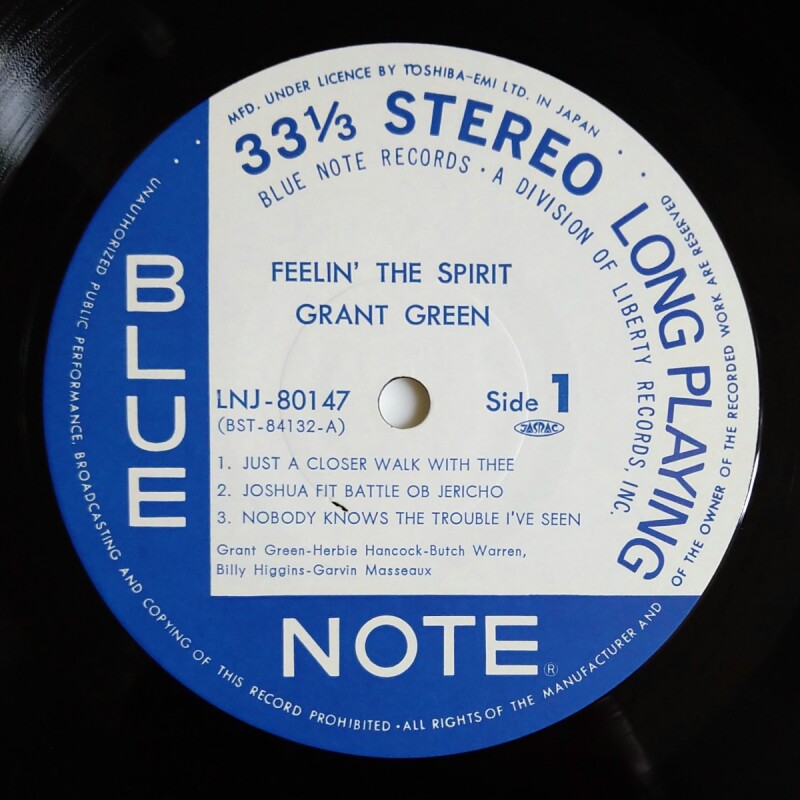 MFD. UNDER LICENCE BY TOSHIBA-EMI LTD. IN JAPAN
33⅓ STEREO LONG PLAYING
BLUE NOTE RECORDS · A DIVISION OF LIBERTY RECORDS, INC.
FEELIN' THE SPIRIT
GRANT GREEN
LNJ-80147
(BST-84132-A)
Side 1
JASRAC
1. JUST A CLOSER WALK WITH THEE
2. JOSHUA FIT BATTLE OB JERICHO
3. NOBODY KNOWS THE TROUBLE I'VE SEEN
Grant Green-Herbie Hancock-Butch Warren,
Billy Higgins-Garvin Masseaux
BLUE
NOTE ®
UNAUTHORIZED PUBLIC PERFORMANCE, BROADCASTING AND COPYING OF THIS RECORD PROHIBITED · ALL RIGHTS OF THE MANUFACTURER AND OF THE OWNER OF THE RECORDED WORK ARE RESERVED